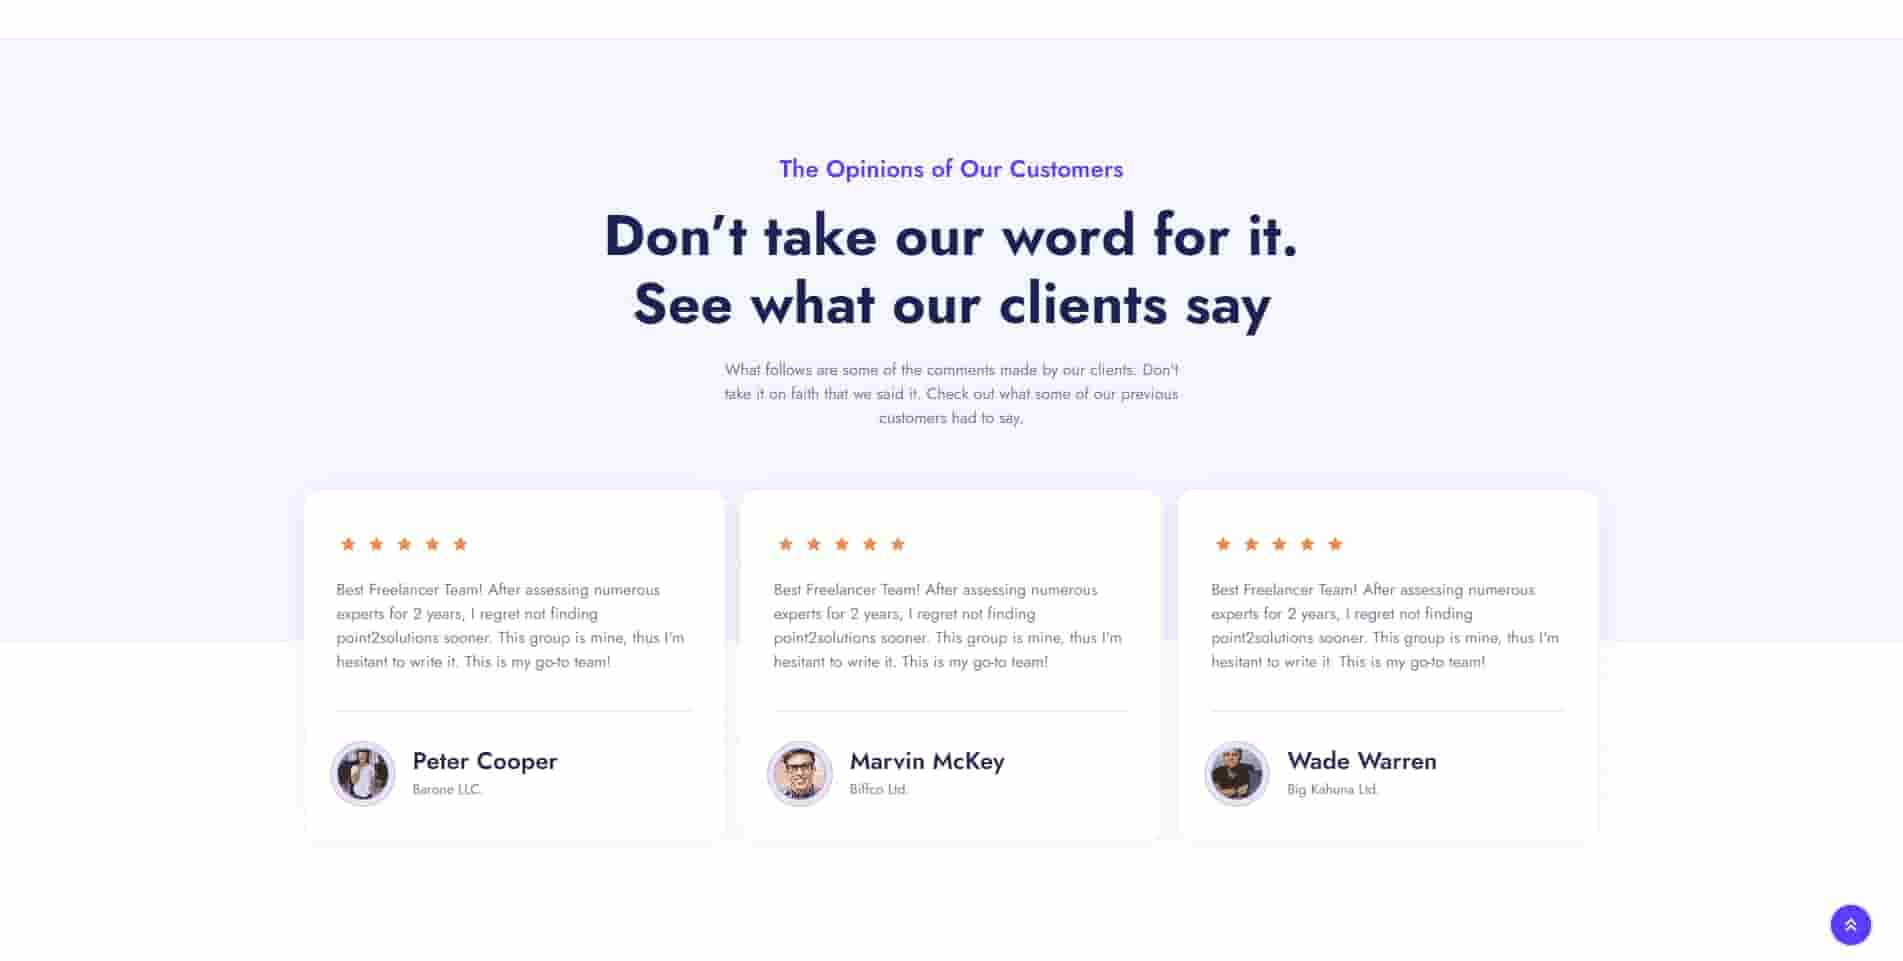 The Opinions of Our Customers
Don't take our word for it.
See what our clients say
What follows are some of the comments made by our clients. Don't
take it on faith that we said it. Check out what some of our previous
customers had to say.
Best Freelancer Team! After assessing numerous
experts for 2 years, I regret not finding
point2solutions sooner. This group is mine, thus I'm
hesitant to write it. This is my go-to team!
Peter Cooper
Barone LLC.
Best Freelancer Team! After assessing numerous
experts for 2 years, I regret not finding
point2solutions sooner. This group is mine, thus I'm
hesitant to write it. This is my go-to team!
Marvin McKey
Biffco Ltd.
Best Freelancer Team! After assessing numerous
experts for 2 years, I regret not finding
point2solutions sooner. This group is mine, thus I'm
hesitant to write it. This is my go-to team!
Wade Warren
Big Kahuna Ltd.